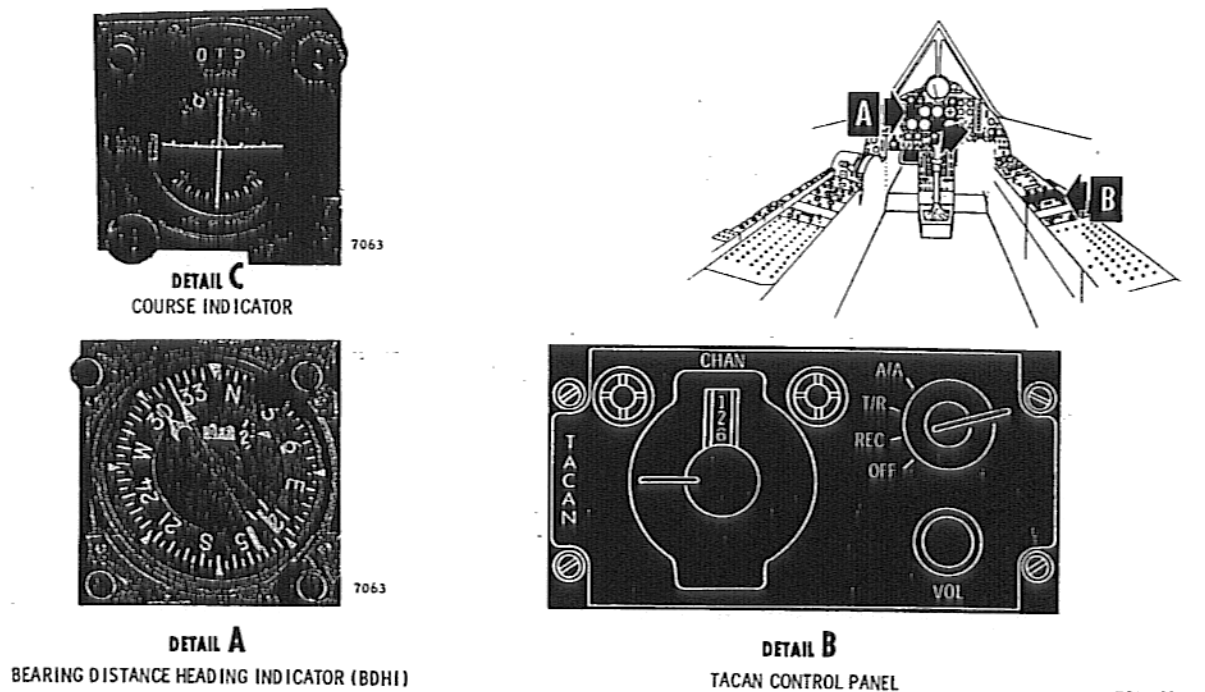 O T P
7063
DETAIL C
COURSE INDICATOR
A
B
33 N 3 6 E 12 15 S 21 24 W 30
7063
DETAIL A
BEARING DISTANCE HEADING INDICATOR (BDHI)
CHAN
126
A/A
T/R
REC
OFF
TACAN
VOL
DETAIL B
TACAN CONTROL PANEL